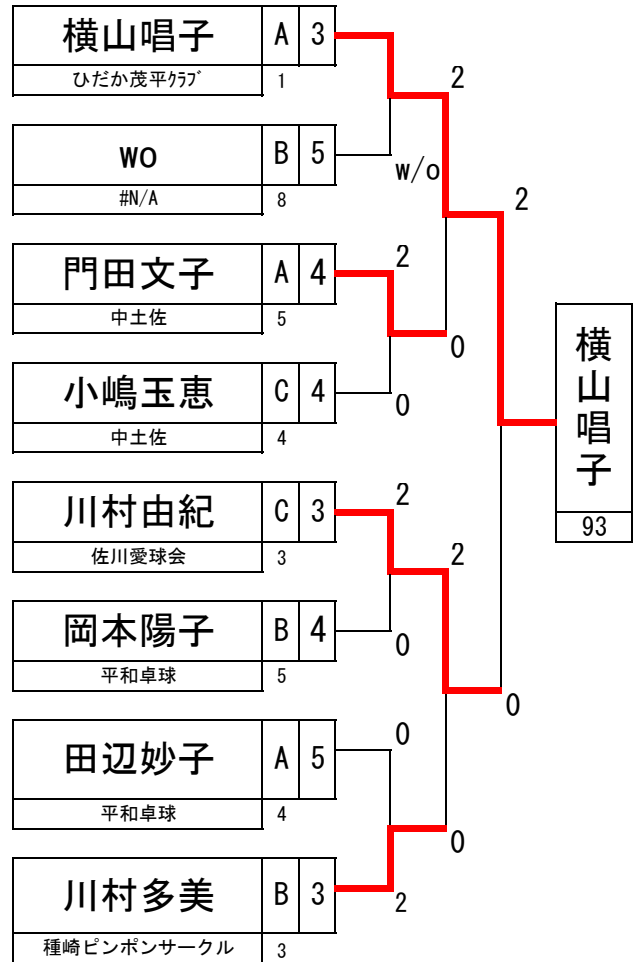 横山唱子 A 3
ひだか茂平ｸﾗﾌﾞ 1
2
WO B 5
w/o
#N/A 8
2
門田文子 A 4
2
中土佐 5
0
小嶋玉恵 C 4
0
中土佐 4
横山唱子
93
川村由紀 C 3
2
佐川愛球会 3
2
岡本陽子 B 4
0
平和卓球 5
0
田辺妙子 A 5
0
平和卓球 4
0
川村多美 B 3
2
種崎ピンポンサークル 3